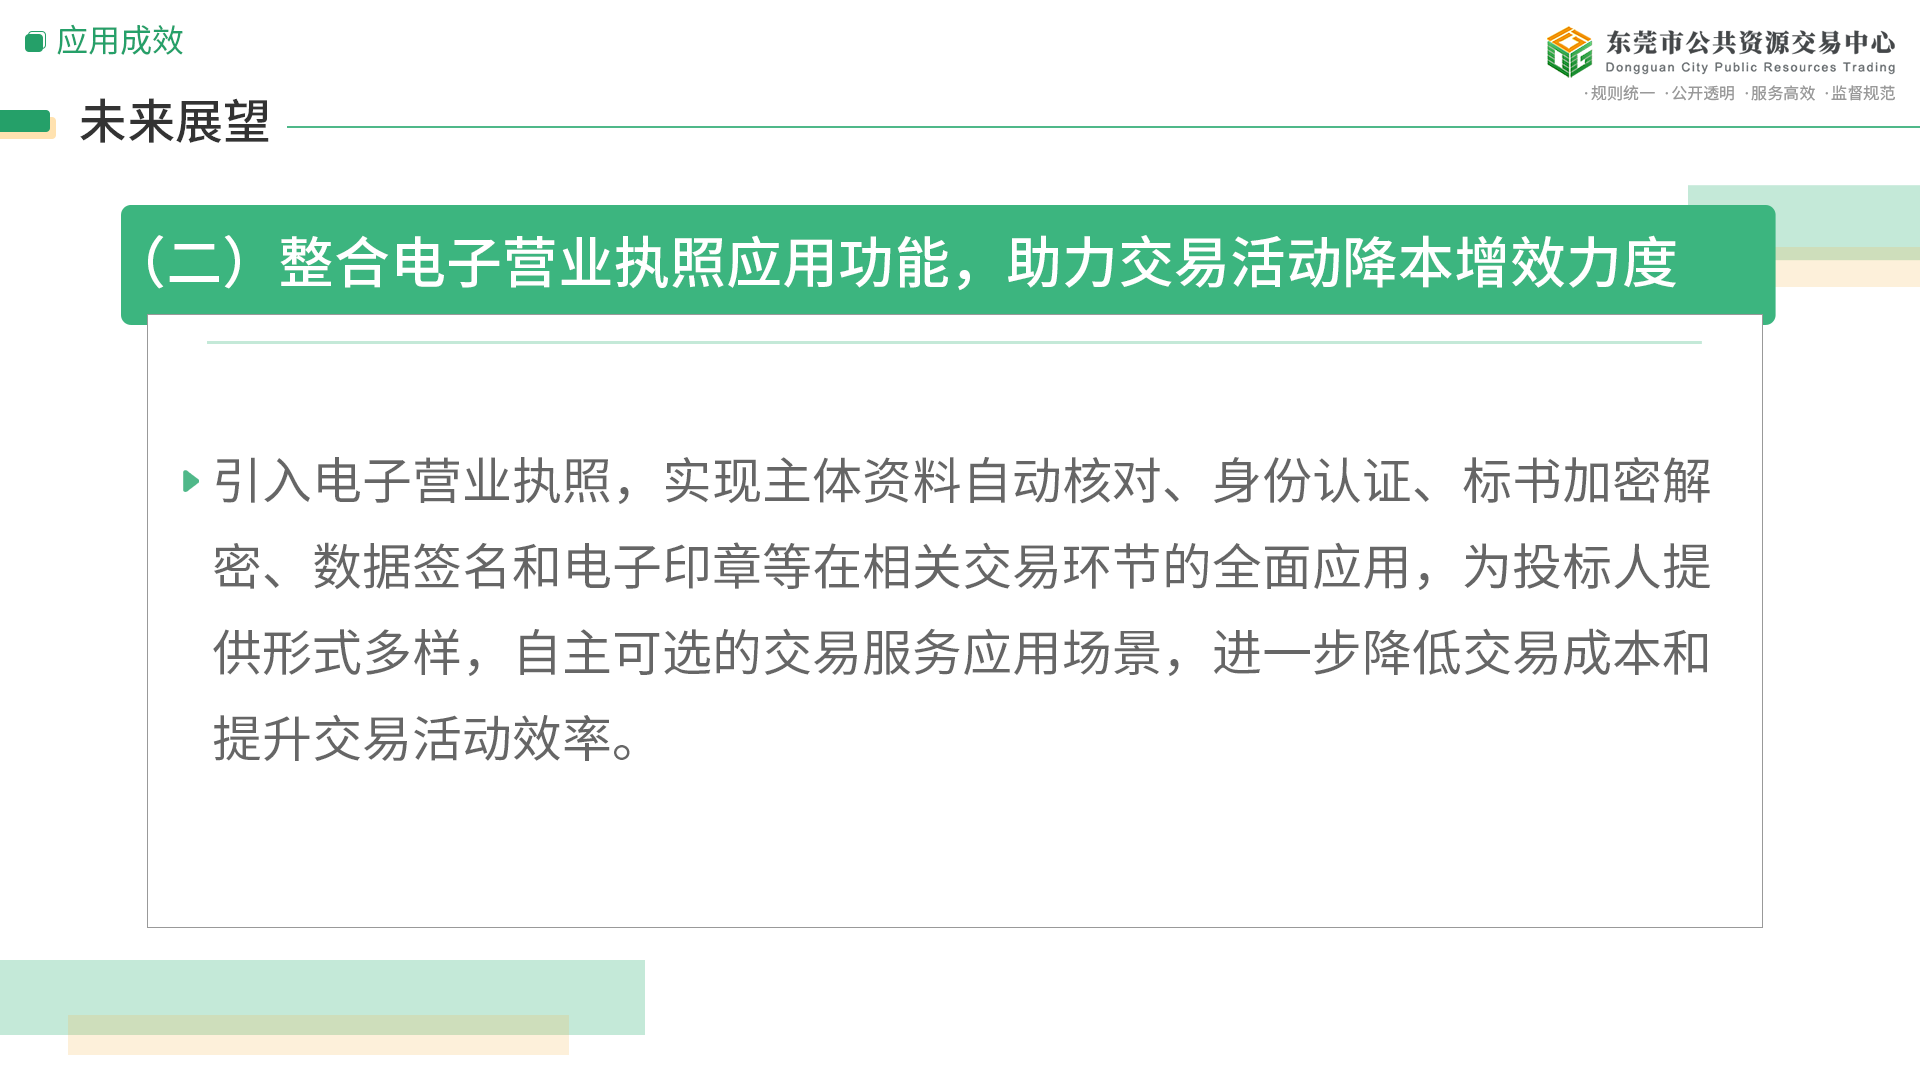 应用成效
东莞市公共资源交易中心
Dongguan City Public Resources Trading
·规则统一 ·公开透明 ·服务高效 ·监督规范
未来展望
（二）整合电子营业执照应用功能，助力交易活动降本增效力度
引入电子营业执照，实现主体资料自动核对、身份认证、标书加密解
密、数据签名和电子印章等在相关交易环节的全面应用，为投标人提
供形式多样，自主可选的交易服务应用场景，进一步降低交易成本和
提升交易活动效率。